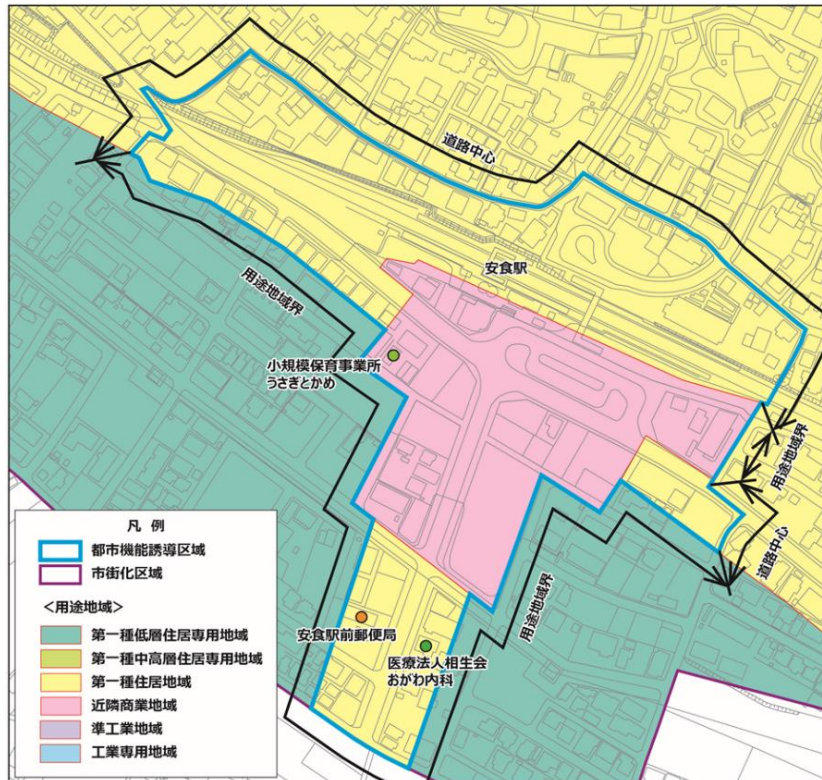 道路中心
安食駅
用途地域界
小規模保育事業所
うさぎとかめ
用途地域界
道路中心
用途地域界
安食駅前郵便局
医療法人相生会
おがわ内科
凡 例
都市機能誘導区域
市街化区域
<用途地域>
第一種低層住居専用地域
第一種中高層住居専用地域
第一種住居地域
近隣商業地域
準工業地域
工業専用地域